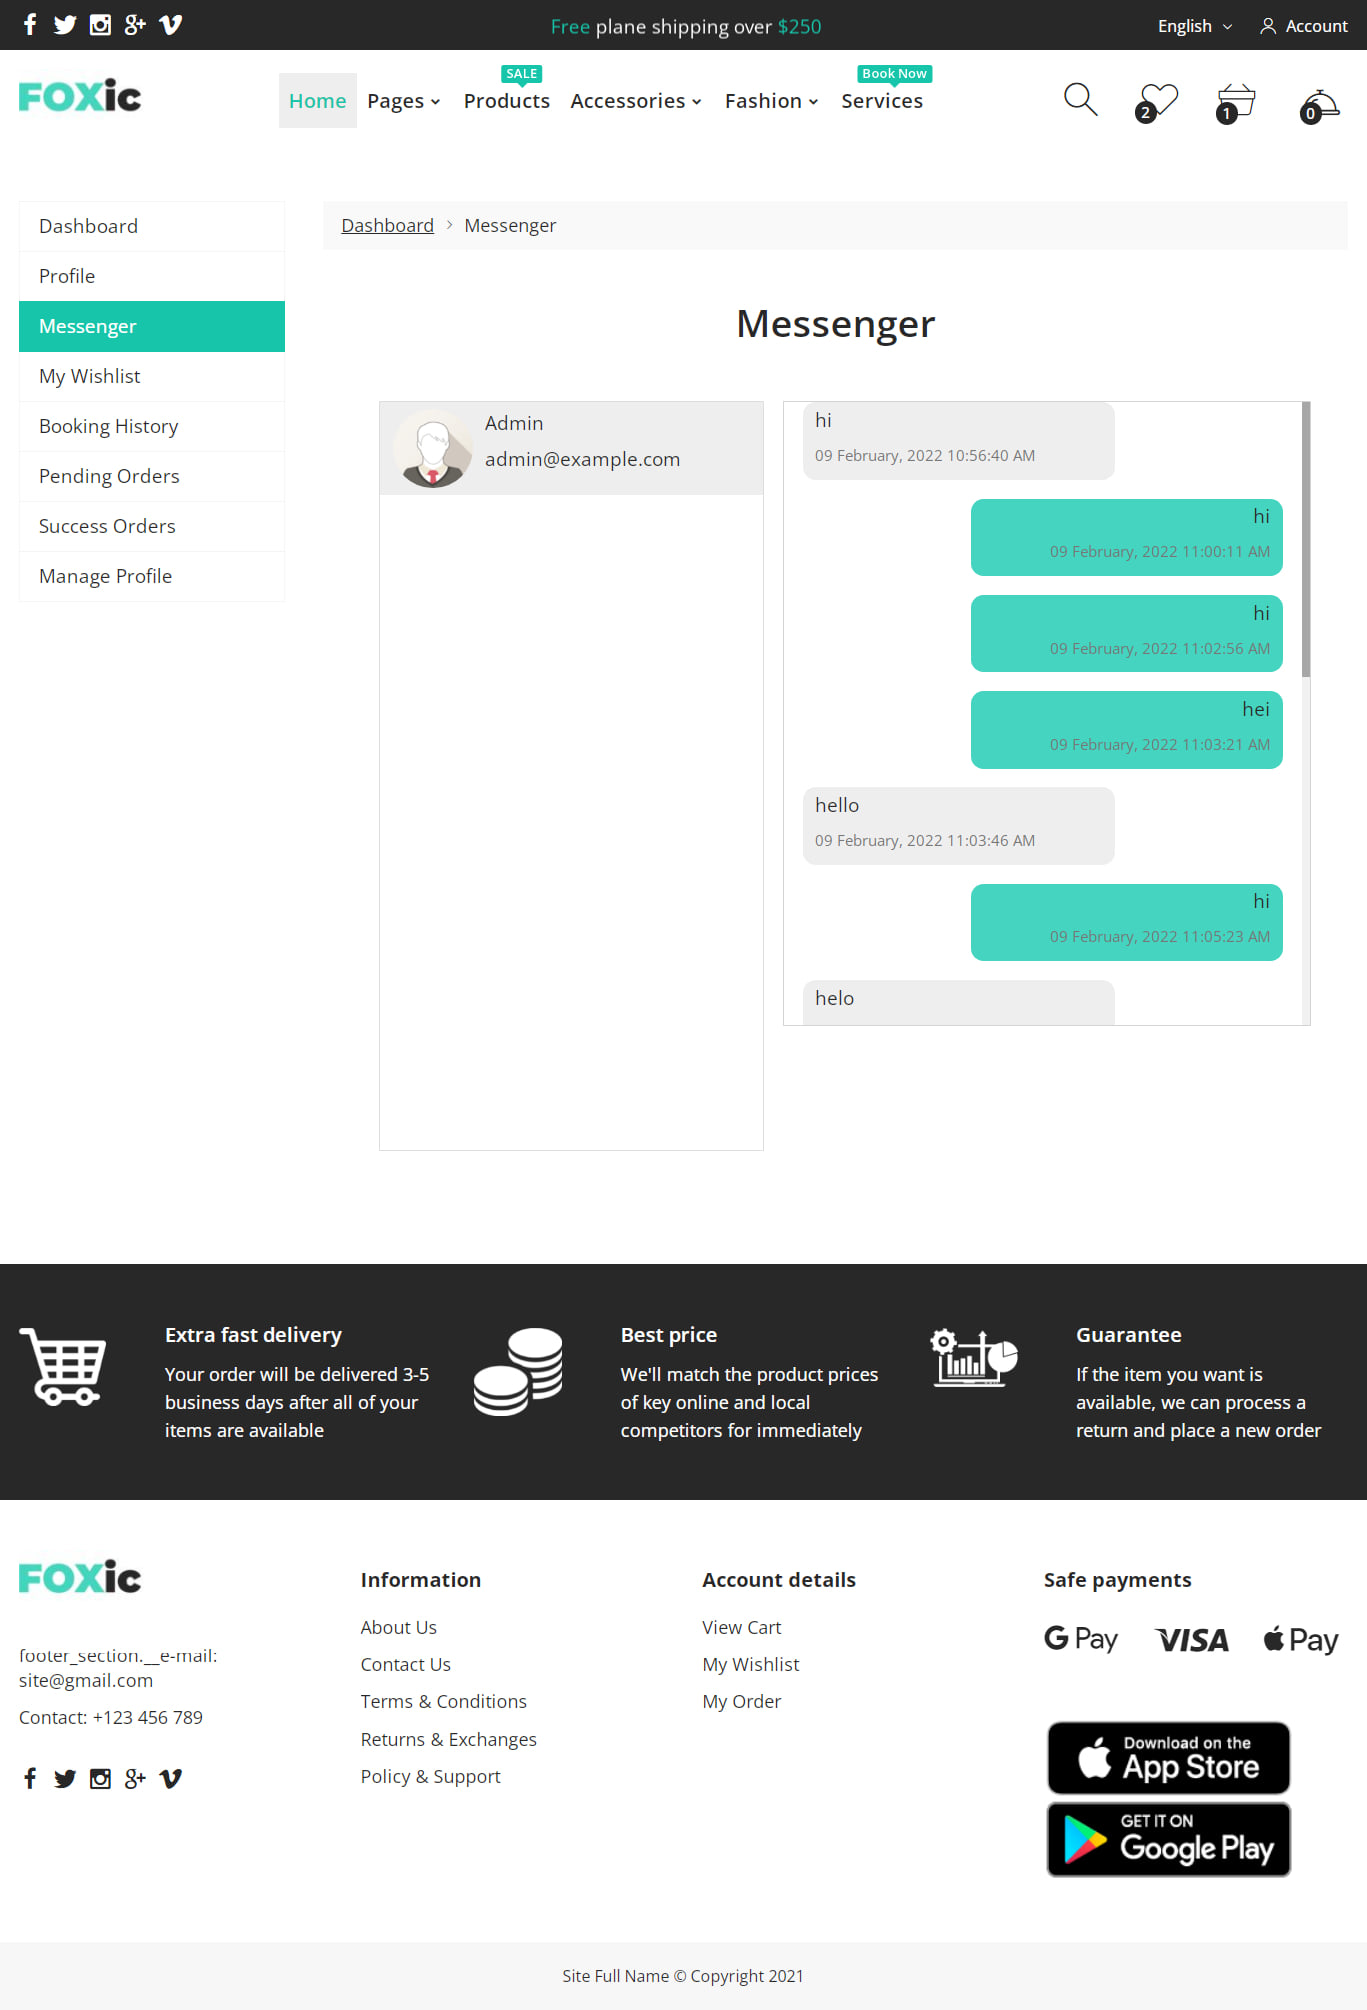 Free plane shipping over $250
English
Account
FOXic
SALE
Book Now
Home
Pages
Products
Accessories
Fashion
Services
2
1
0
Dashboard
Profile
Messenger
My Wishlist
Booking History
Pending Orders
Success Orders
Manage Profile
Dashboard > Messenger
Messenger
Admin
admin@example.com
hi
09 February, 2022 10:56:40 AM
hi
09 February, 2022 11:00:11 AM
hi
09 February, 2022 11:02:56 AM
hei
09 February, 2022 11:03:21 AM
hello
09 February, 2022 11:03:46 AM
hi
09 February, 2022 11:05:23 AM
helo
Extra fast delivery
Your order will be delivered 3-5
business days after all of your
items are available
Best price
We'll match the product prices
of key online and local
competitors for immediately
Guarantee
If the item you want is
available, we can process a
return and place a new order
FOXic
footer_section.__e-mail:
site@gmail.com
Contact: +123 456 789
Information
About Us
Contact Us
Terms & Conditions
Returns & Exchanges
Policy & Support
Account details
View Cart
My Wishlist
My Order
Safe payments
G Pay
VISA
Pay
Download on the
App Store
GET IT ON
Google Play
Site Full Name © Copyright 2021